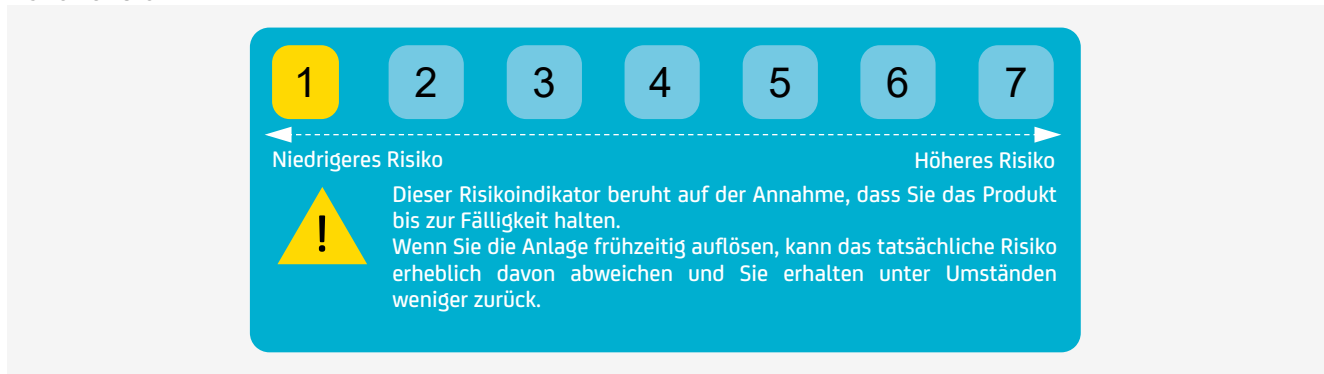 1 2 3 4 5 6 7
Niedrigeres Risiko Höheres Risiko
Dieser Risikoindikator beruht auf der Annahme, dass Sie das Produkt
bis zur Fälligkeit halten.
!
Wenn Sie die Anlage frühzeitig auflösen, kann das tatsächliche Risiko
erheblich davon abweichen und Sie erhalten unter Umständen
weniger zurück.